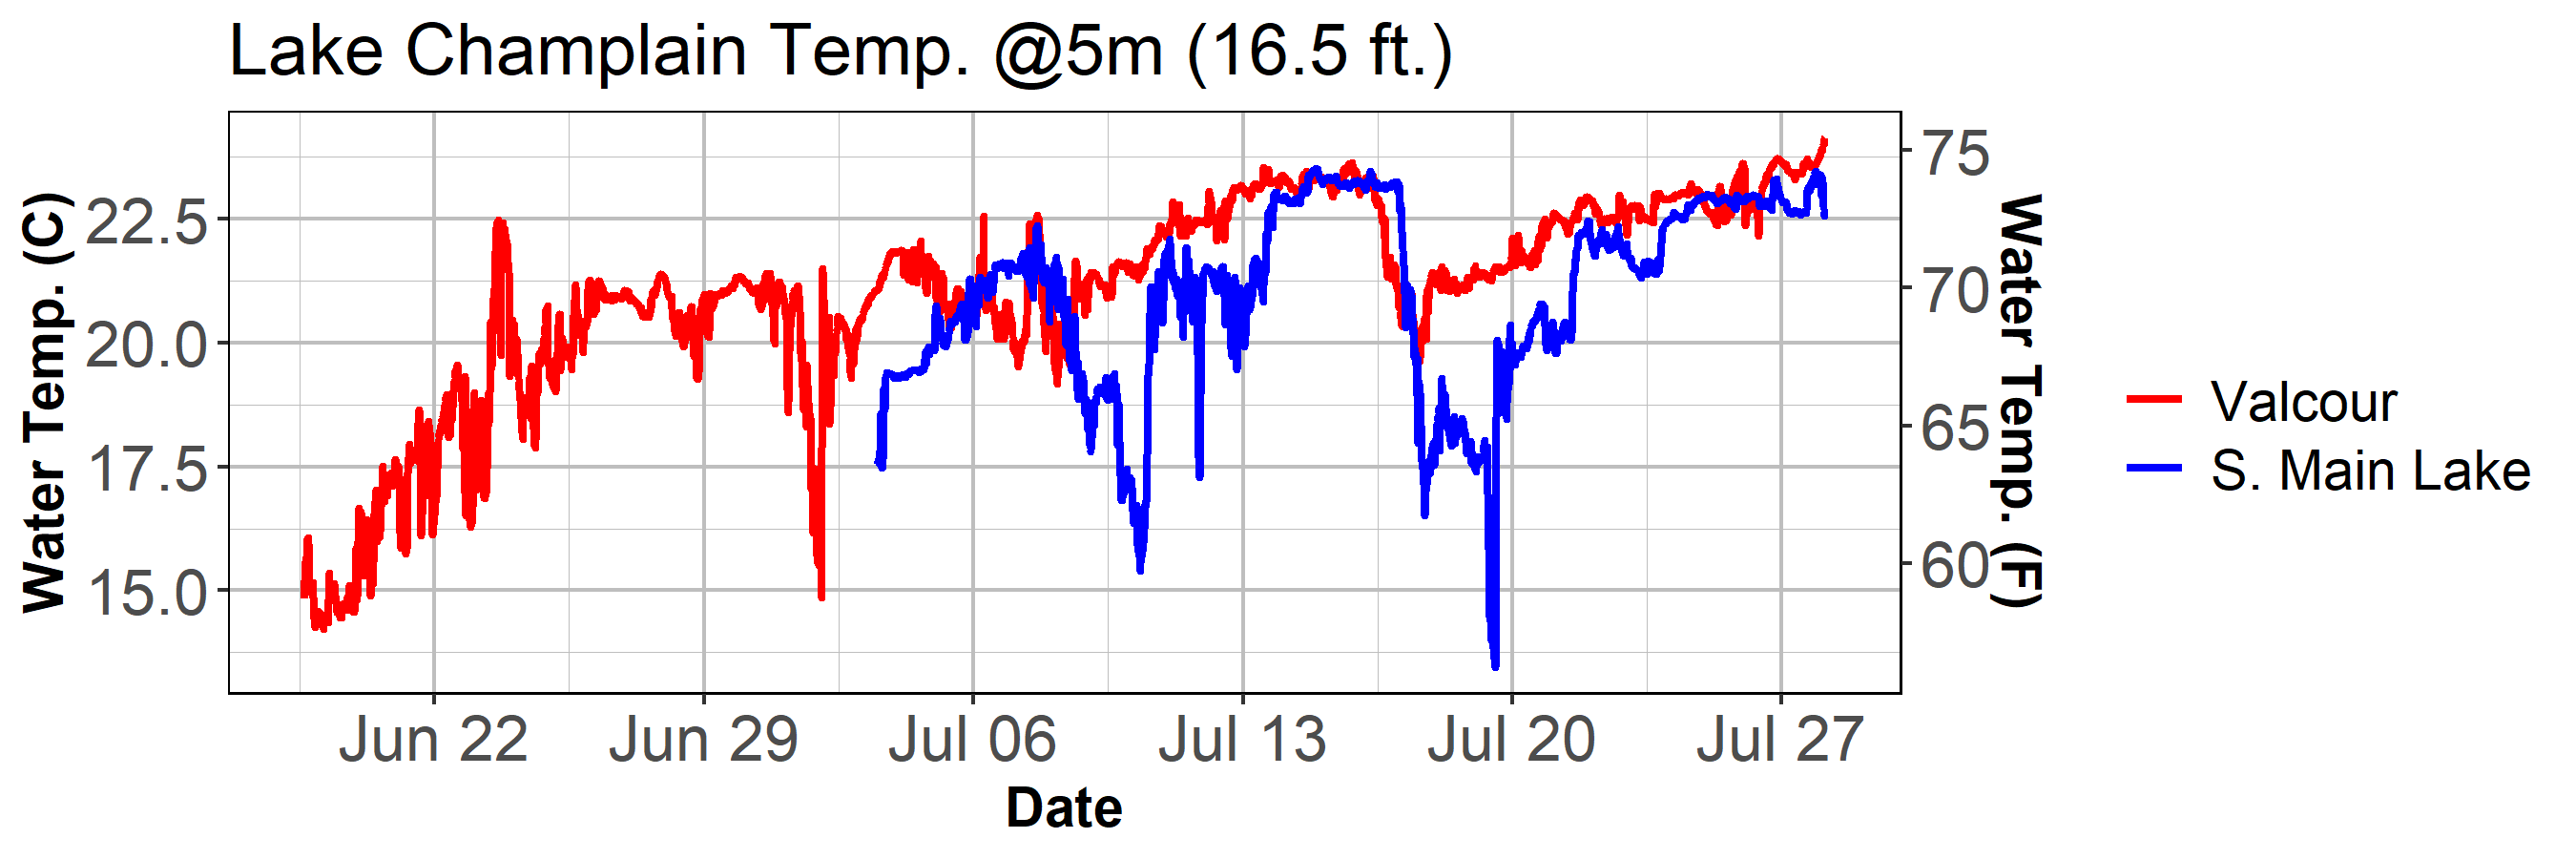 Lake Champlain Temp. @5m (16.5 ft.)
Water Temp. (C)
22.5
20.0
17.5
15.0
75
70
65
60
Water Temp. (F)
Valcour
S. Main Lake
Jun 22 Jun 29 Jul 06 Jul 13 Jul 20 Jul 27
Date